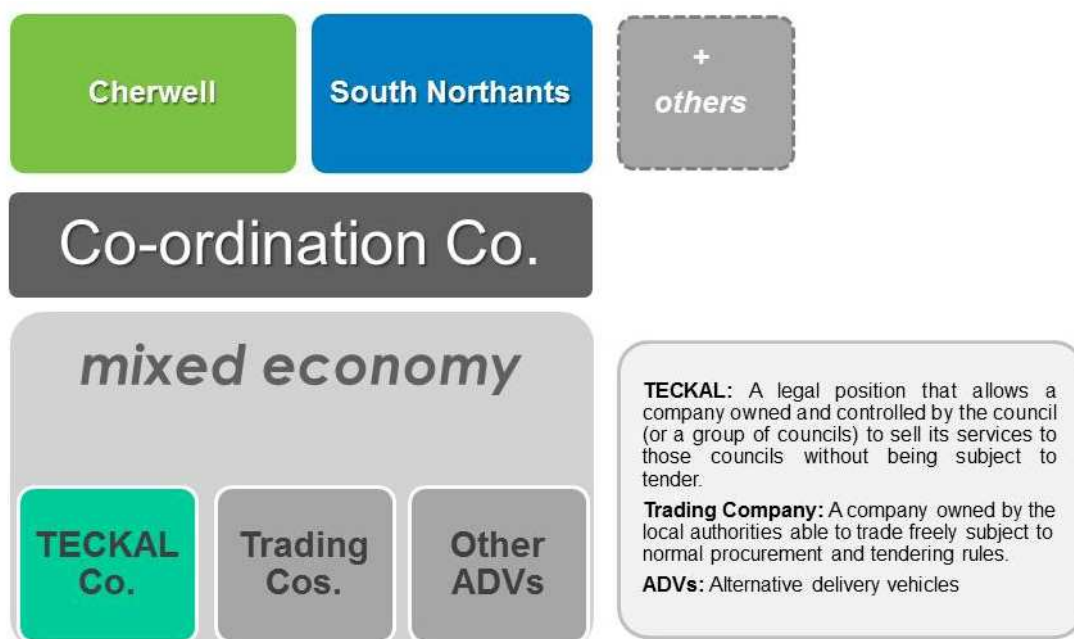 Cherwell
South Northants
+
others
Co-ordination Co.
mixed economy
TECKAL
Co.
Trading
Cos.
Other
ADVs
TECKAL: A legal position that allows a
company owned and controlled by the council
(or a group of councils) to sell its services to
those councils without being subject to
tender.
Trading Company: A company owned by the
local authorities able to trade freely subject to
normal procurement and tendering rules.
ADVs: Alternative delivery vehicles